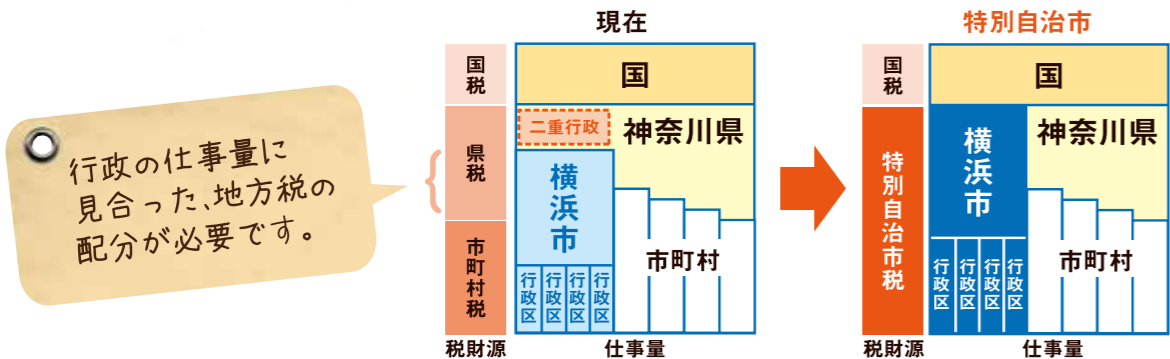 行政の仕事量に
見合った、地方税の
配分が必要です。
現在
国税
県税
市町村税
税財源
国
二重行政
神奈川県
横浜市
行政区
行政区
行政区
行政区
市町村
仕事量
特別自治市
国税
特別自治市税
税財源
国
横浜市
神奈川県
行政区
行政区
行政区
行政区
市町村
仕事量